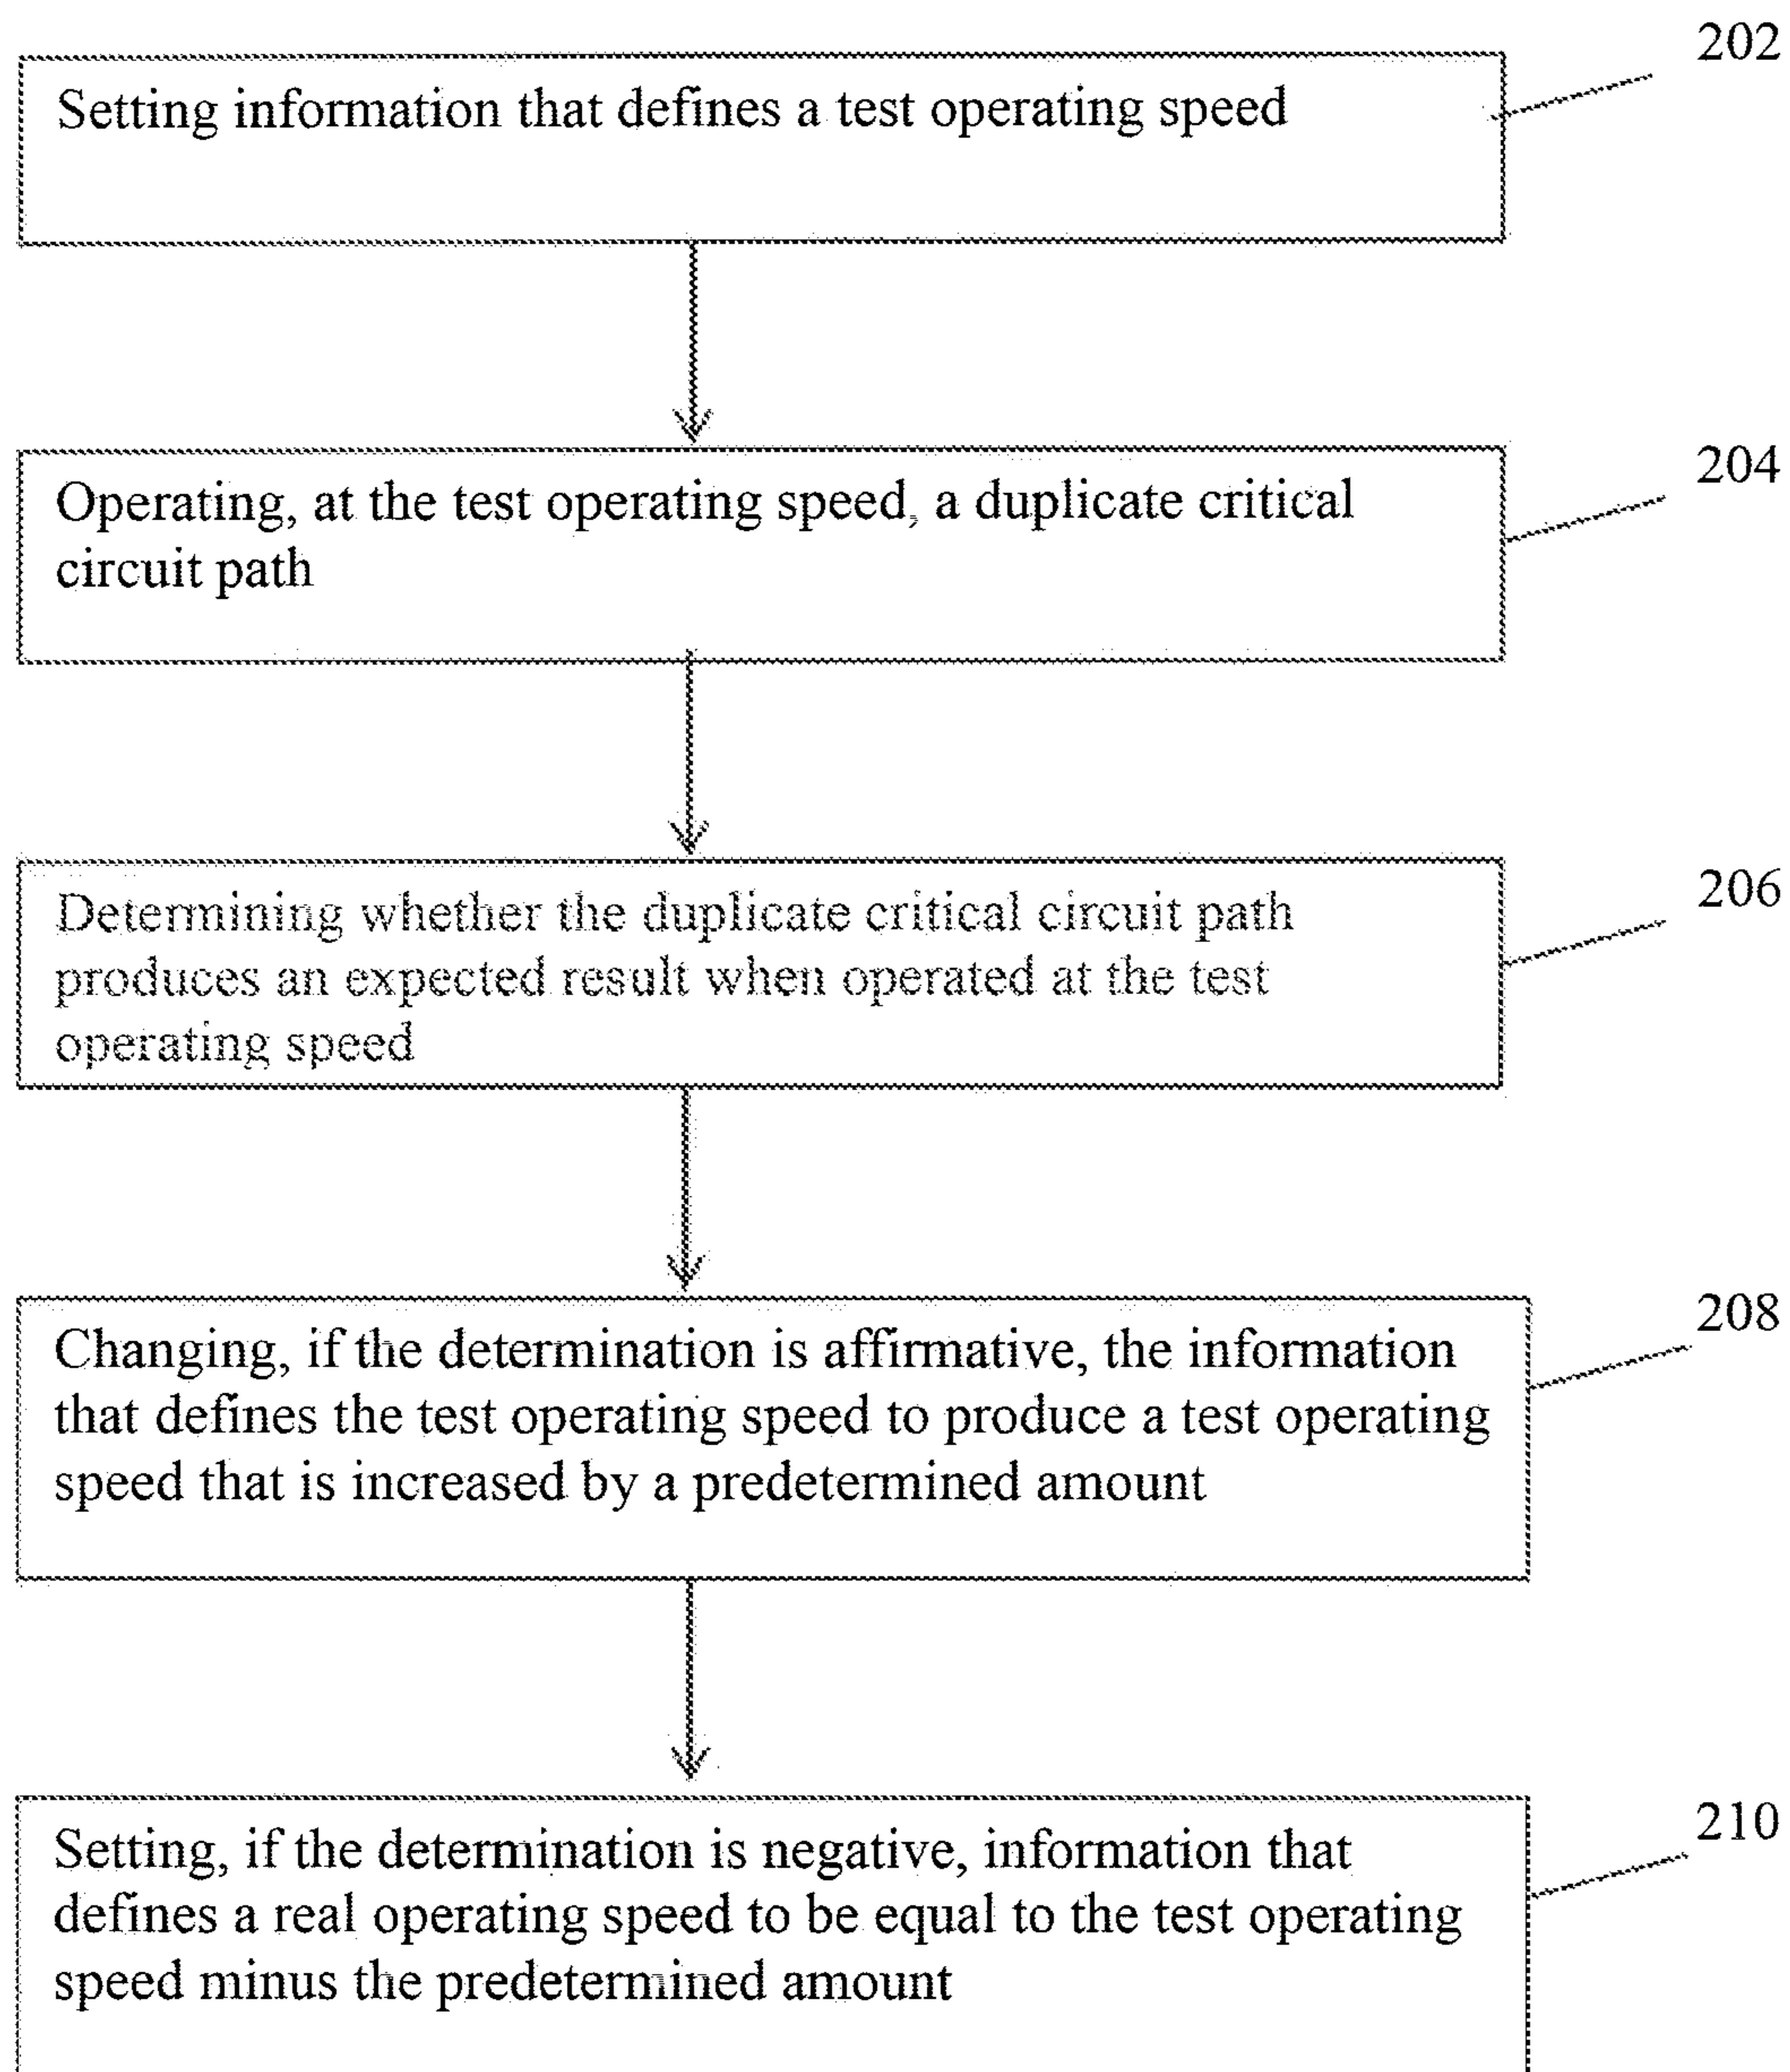 202
Setting information that defines a test operating speed
204
Operating, at the test operating speed, a duplicate critical
circuit path
206
Determining whether the duplicate critical circuit path
produces an expected result when operated at the test
operating speed
208
Changing, if the determination is affirmative, the information
that defines the test operating speed to produce a test operating
speed that is increased by a predetermined amount
210
Setting, if the determination is negative, information that
defines a real operating speed to be equal to the test operating
speed minus the predetermined amount